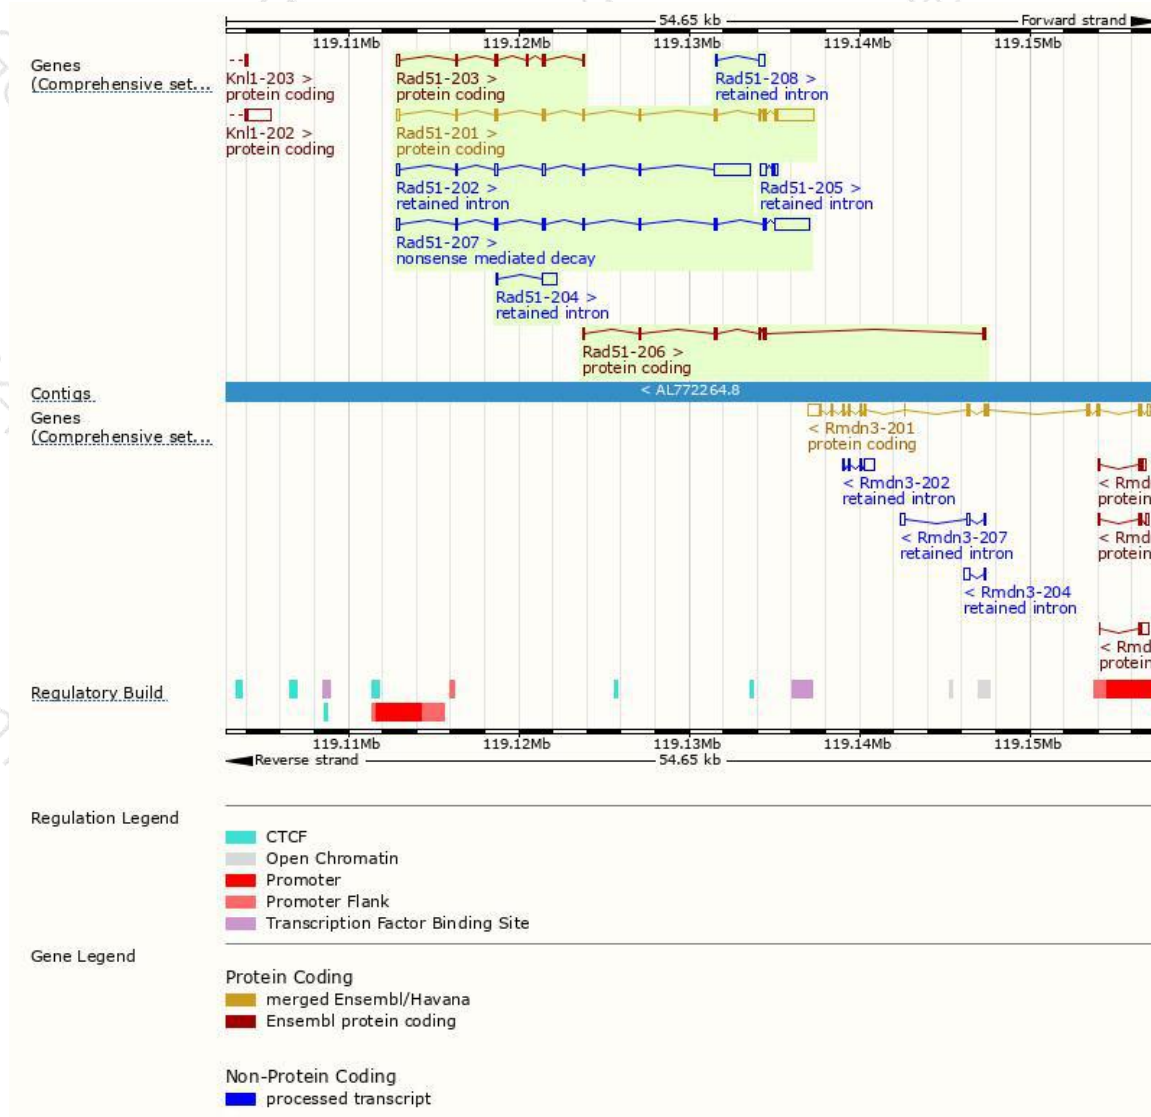 54.65 kb Forward strand
119.11Mb 119.12Mb 119.13Mb 119.14Mb 119.15Mb
Genes
(Comprehensive set...
Knl1-203 > Rad51-203 > Rad51-208 >
protein coding protein coding retained intron
Knl1-202 > Rad51-201 >
protein coding protein coding
Rad51-202 > Rad51-205 >
retained intron retained intron
Rad51-207 >
nonsense mediated decay
Rad51-204 >
retained intron
Rad51-206 >
protein coding
Contigs < AL772264.8
Genes
(Comprehensive set...
< Rmdn3-201
protein coding
< Rmdn3-202 < Rmd
retained intron protein
< Rmdn3-207 < Rmd
retained intron protein
< Rmdn3-204
retained intron
< Rmd
protein
Regulatory Build
119.11Mb 119.12Mb 119.13Mb 119.14Mb 119.15Mb
Reverse strand 54.65 kb
Regulation Legend
CTCF
Open Chromatin
Promoter
Promoter Flank
Transcription Factor Binding Site
Gene Legend
Protein Coding
merged Ensembl/Havana
Ensembl protein coding
Non-Protein Coding
processed transcript